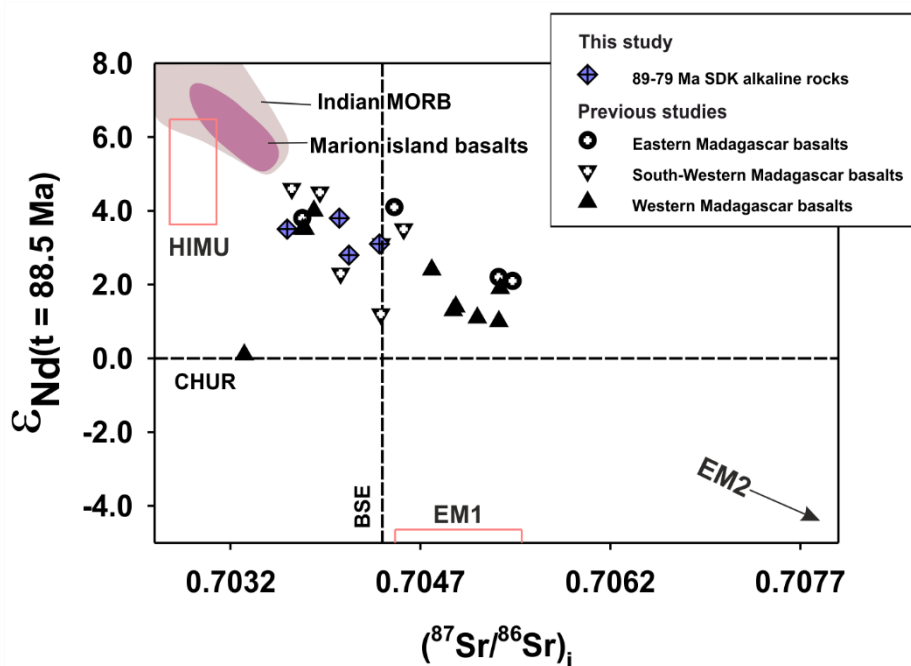 This study
89-79 Ma SDK alkaline rocks
Previous studies
Eastern Madagascar basalts
South-Western Madagascar basalts
Western Madagascar basalts
8.0
6.0
4.0
2.0
0.0
-2.0
-4.0
εNd(t = 88.5 Ma)
Indian MORB
Marion island basalts
HIMU
CHUR
BSE
EM1
EM2
0.7032
0.7047
0.7062
0.7077
(⁸⁷Sr/⁸⁶Sr)ᵢ